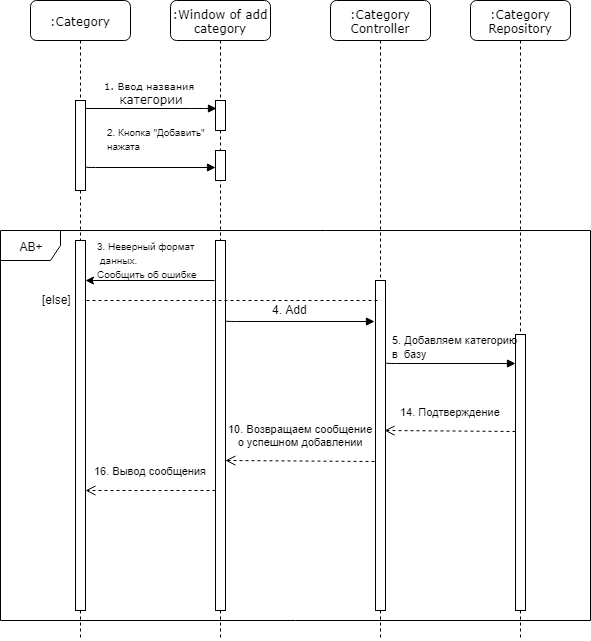 :Category
:Window of add
category
:Category
Controller
:Category
Repository
1. Ввод названия
категории
2. Кнопка "Добавить"
нажата
AB+
3. Неверный формат
данных.
Сообщить об ошибке
[else]
4. Add
5. Добавляем категорию
в базу
14. Подтверждение
10. Возвращаем сообщение
о успешном добавлении
16. Вывод сообщения